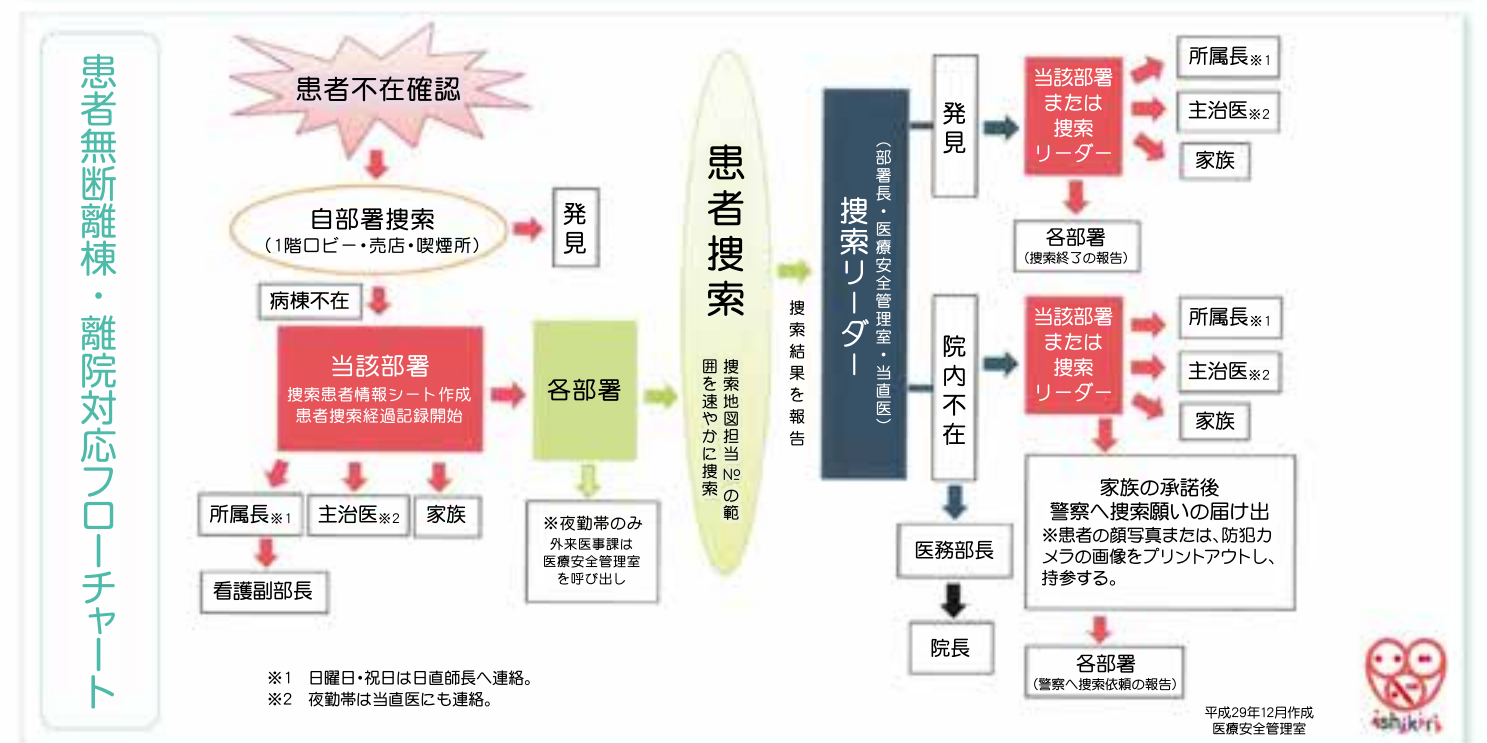 患者無断離棟・離院対応フローチャート
患者不在確認
自部署捜索
(1階ロビー・売店・喫煙所)
発見
病棟不在
当該部署
捜索患者情報シート作成
患者捜索経過記録開始
所属長※1
主治医※2
家族
看護副部長
各部署
※夜勤帯のみ
外来医事課は
医療安全管理室
を呼び出し
患者捜索
捜索地図担当№の範
囲を速やかに捜索
捜索結果を報告
捜索リーダー
(部署長・医療安全管理室・当直医)
発見
当該部署
または
捜索
リーダー
所属長※1
主治医※2
家族
各部署
(捜索終了の報告)
院内不在
当該部署
または
捜索
リーダー
所属長※1
主治医※2
家族
医務部長
院長
家族の承諾後
警察へ捜索願いの届け出
※患者の顔写真または、防犯カ
メラの画像をプリントアウトし、
持参する。
各部署
(警察へ捜索依頼の報告)
※1 日曜日・祝日は日直師長へ連絡。
※2 夜勤帯は当直医にも連絡。
平成29年12月作成
医療安全管理室
ishikiri